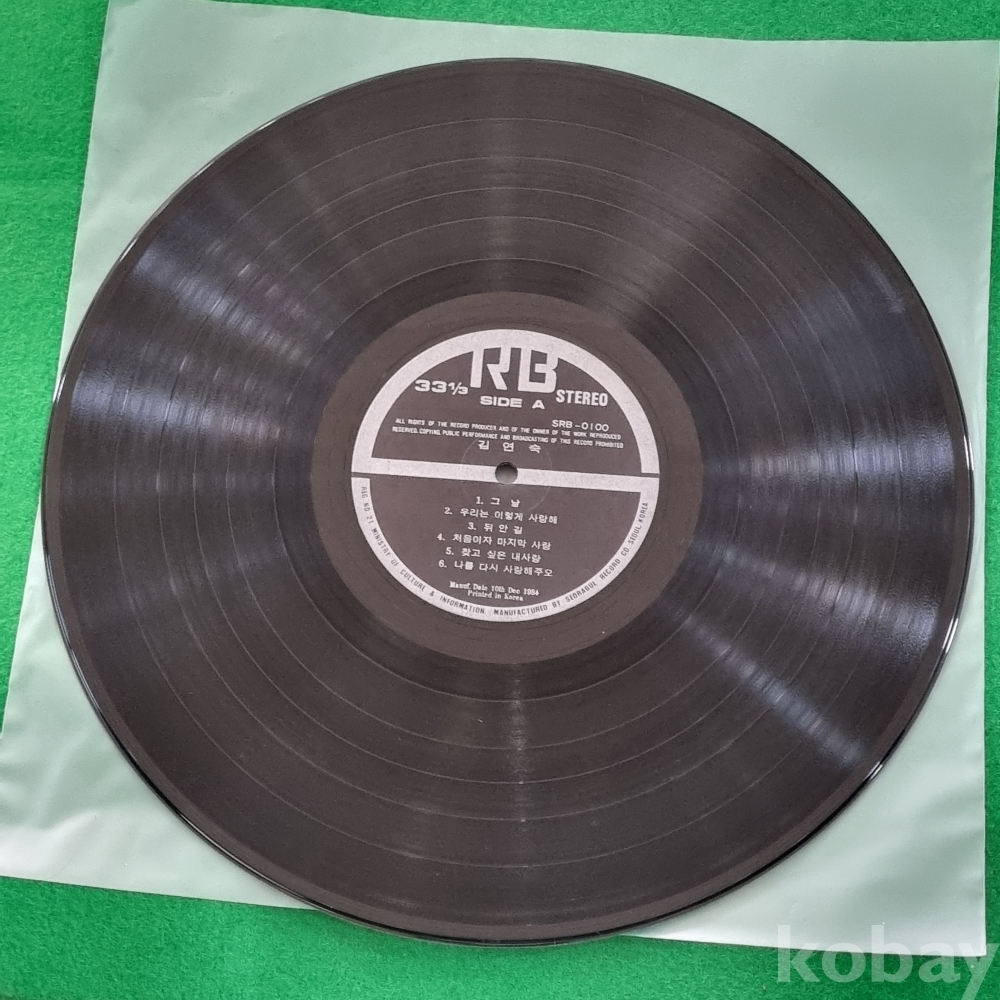 RB
33⅓
SIDE A
STEREO
SRB-0100
ALL RIGHTS OF THE RECORD PRODUCER AND OF THE OWNER OF THE WORK REPRODUCED
RESERVED. COPYING, PUBLIC PERFORMANCE AND BROADCASTING OF THIS RECORD PROHIBITED
김 연 숙
1. 그 날
2. 우리는 이렇게 사랑해
3. 뒤 안 길
4. 처음이자 마지막 사랑
5. 찾고 싶은 내사랑
6. 나를 다시 사랑해주오
Manuf. Date 10th Dec 1984
Printed in Korea
REG. NO. 21 MINISTRY OF CULTURE & INFORMATION. MANUFACTURED BY SEORABUL RECORD CO. SEOUL KOREA
kobay